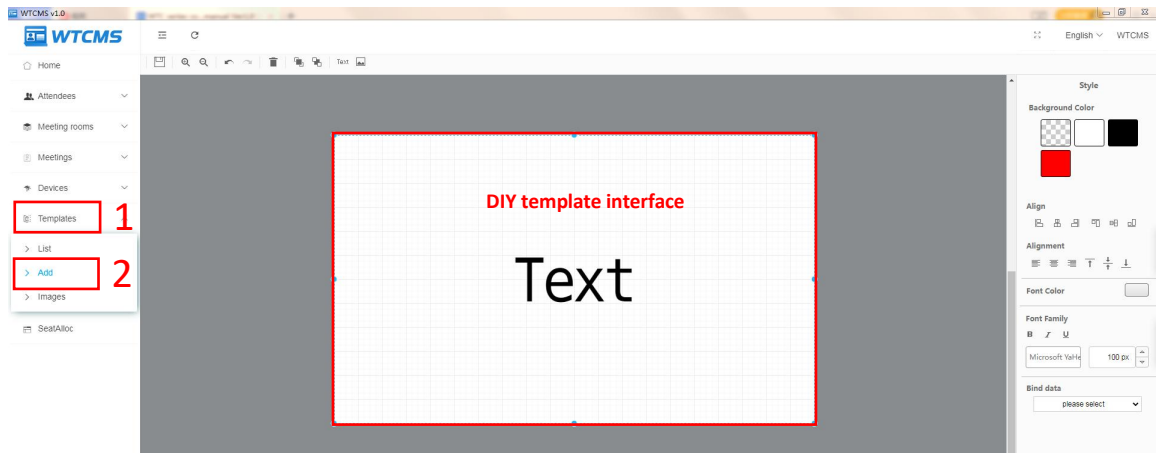 WTCMS v1.0
WTCMS
English
WTCMS
Home
Text
Attendees
Meeting rooms
Meetings
Devices
Templates
1
List
Add
2
Images
SeatAlloc
DIY template interface
Text
Style
Background Color
Align
Alignment
Font Color
Font Family
B I U
Microsoft YaHe
100 px
Bind data
please select